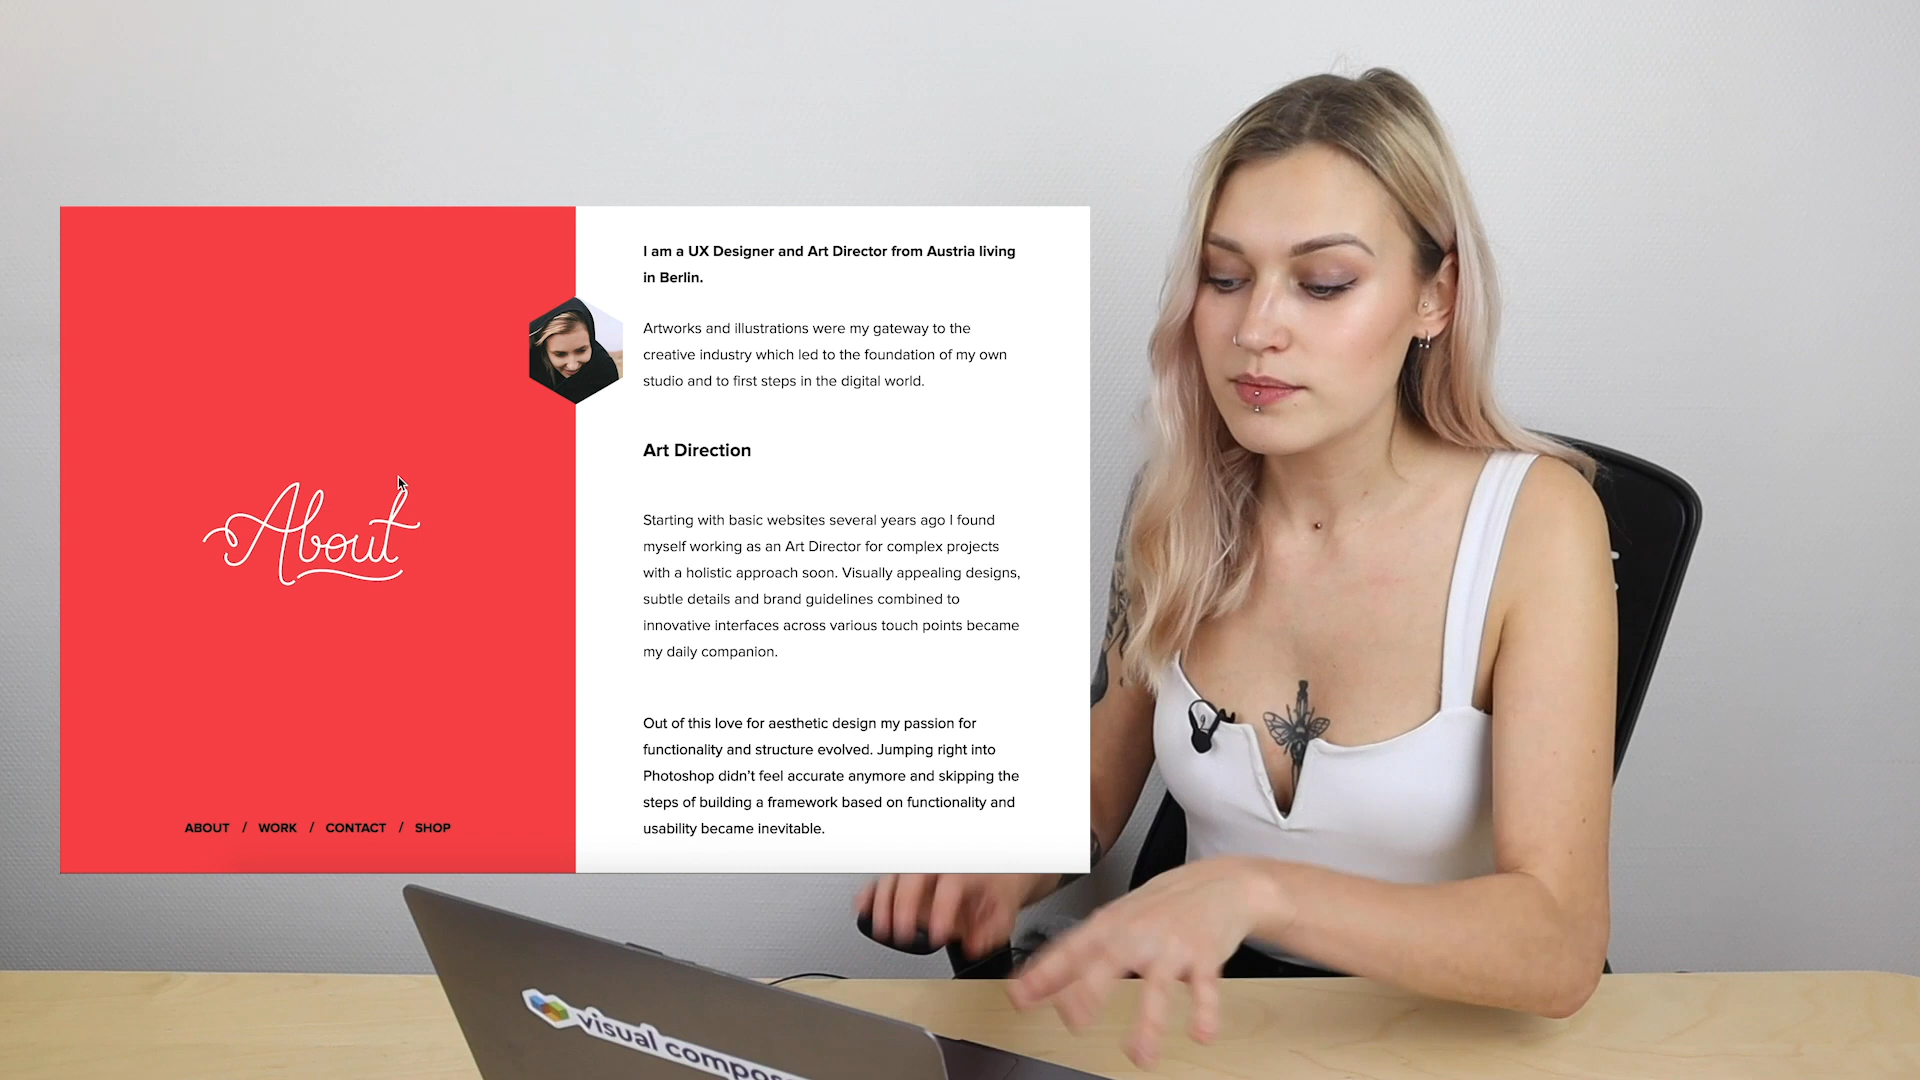 I am a UX Designer and Art Director from Austria living
in Berlin.
Artworks and illustrations were my gateway to the
creative industry which led to the foundation of my own
studio and to first steps in the digital world.
Art Direction
Starting with basic websites several years ago I found
myself working as an Art Director for complex projects
with a holistic approach soon. Visually appealing designs,
subtle details and brand guidelines combined to
innovative interfaces across various touch points became
my daily companion.
Out of this love for aesthetic design my passion for
functionality and structure evolved. Jumping right into
Photoshop didn’t feel accurate anymore and skipping the
steps of building a framework based on functionality and
usability became inevitable.
About
ABOUT / WORK / CONTACT / SHOP
visual compos